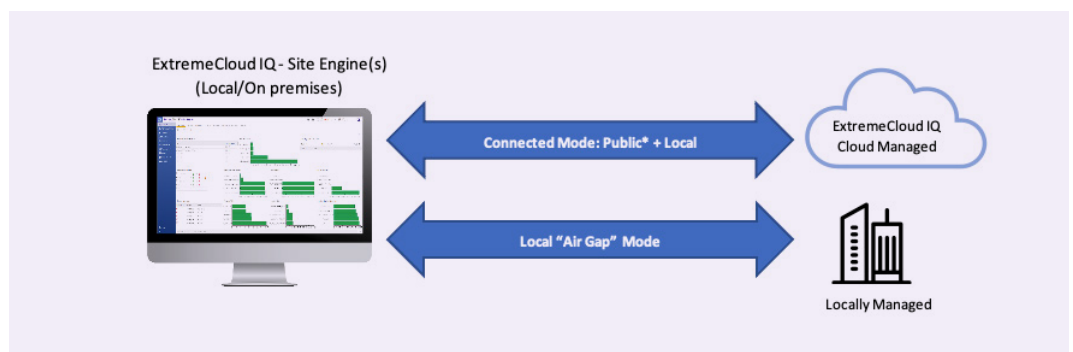 ExtremeCloud IQ - Site Engine(s)
(Local/On premises)
Connected Mode: Public* + Local
ExtremeCloud IQ
Cloud Managed
Local “Air Gap” Mode
Locally Managed